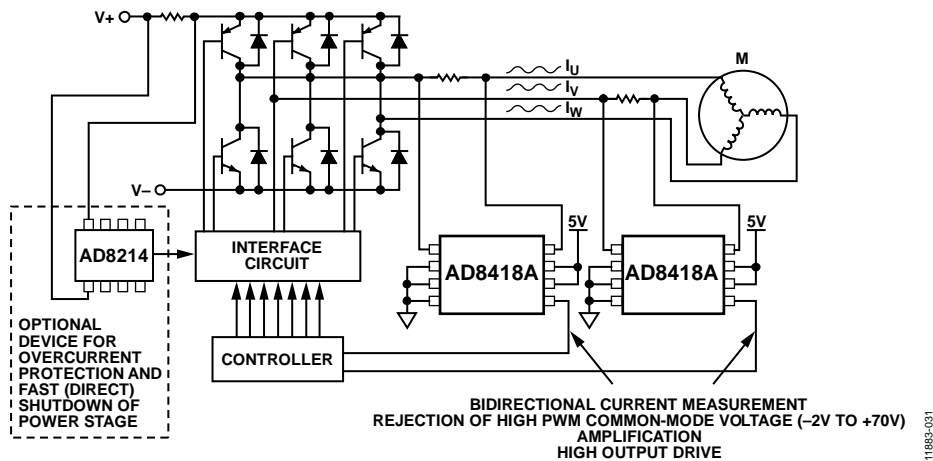 V+
M
IU
IV
IW
V–
5V
5V
AD8214
INTERFACE
CIRCUIT
AD8418A
AD8418A
OPTIONAL
DEVICE FOR
OVERCURRENT
PROTECTION AND
FAST (DIRECT)
SHUTDOWN OF
POWER STAGE
CONTROLLER
BIDIRECTIONAL CURRENT MEASUREMENT
REJECTION OF HIGH PWM COMMON-MODE VOLTAGE (–2V TO +70V)
AMPLIFICATION
HIGH OUTPUT DRIVE
11883-031